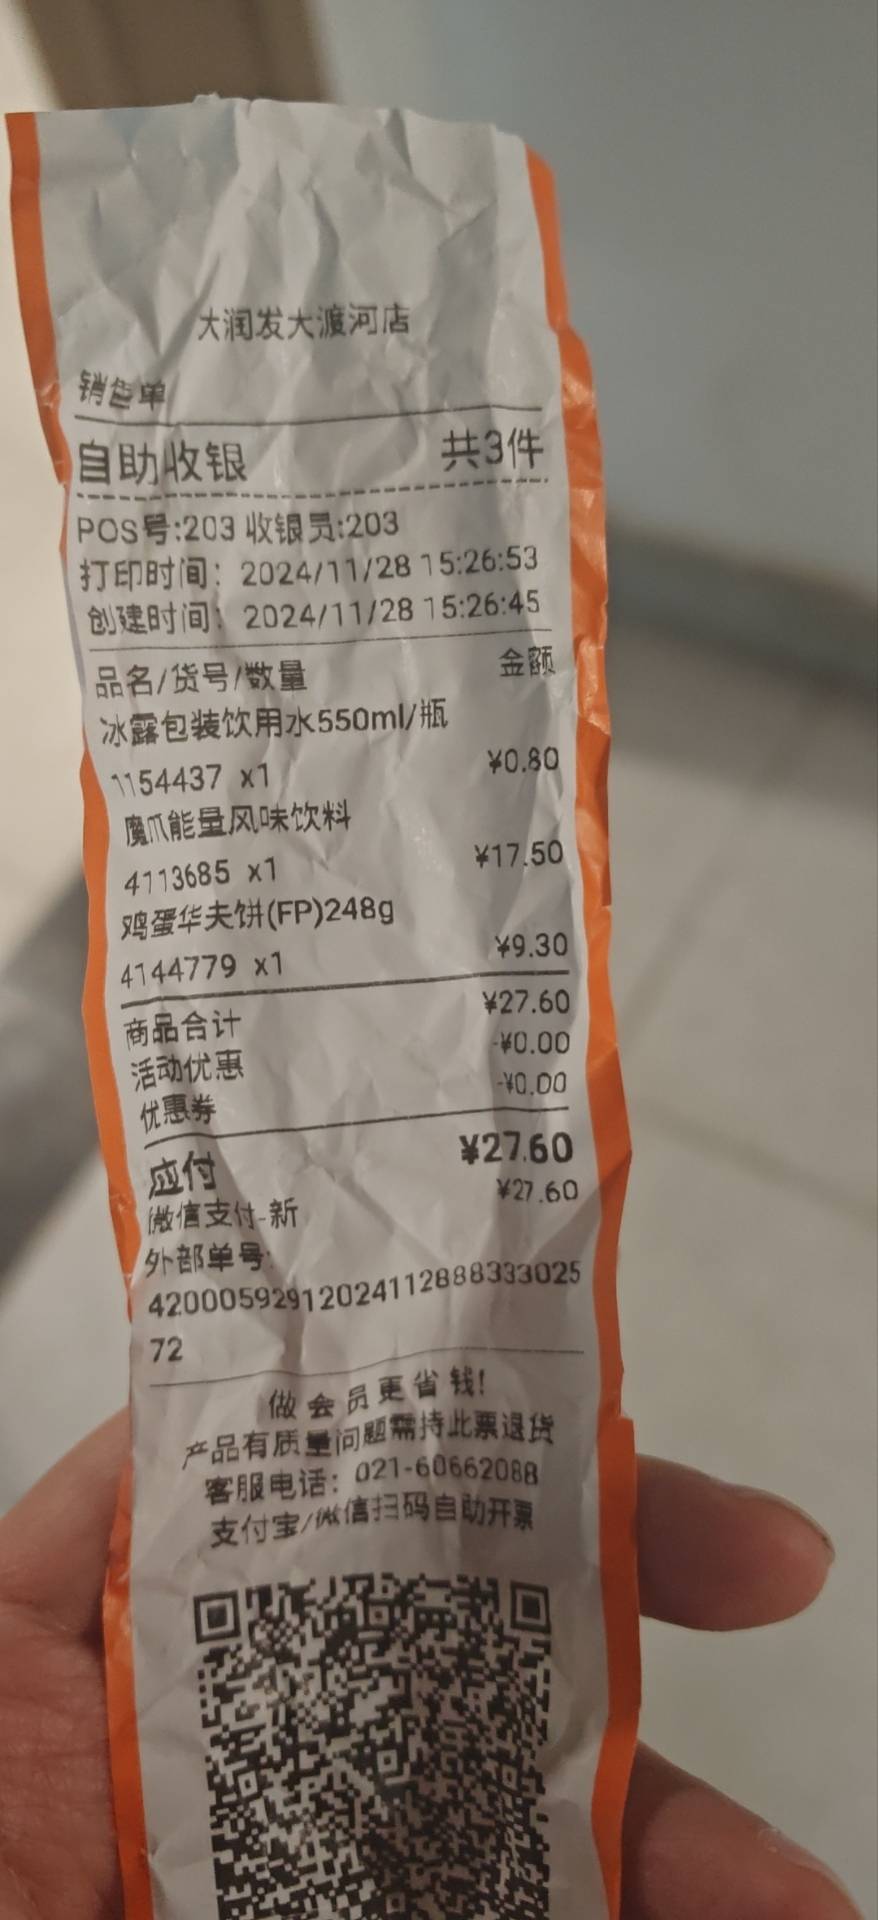 大润发大渡河店
销售单
自助收银 共3件
POS号:203 收银员:203
打印时间: 2024/11/28 15:26:53
创建时间: 2024/11/28 15:26:45
品名/货号/数量 金额
冰露包装饮用水550ml/瓶
1154437 x1 ¥0.80
魔爪能量风味饮料
4113685 x1 ¥17.50
鸡蛋华夫饼(FP)248g
4144779 x1 ¥9.30
商品合计 ¥27.60
活动优惠 -¥0.00
优惠券 -¥0.00
应付 ¥27.60
微信支付-新 ¥27.60
外部单号:
42000592912024112888333025
72
做会员更省钱!
产品有质量问题需持此票退货
客服电话: 021-60662088
支付宝/微信扫码自助开票